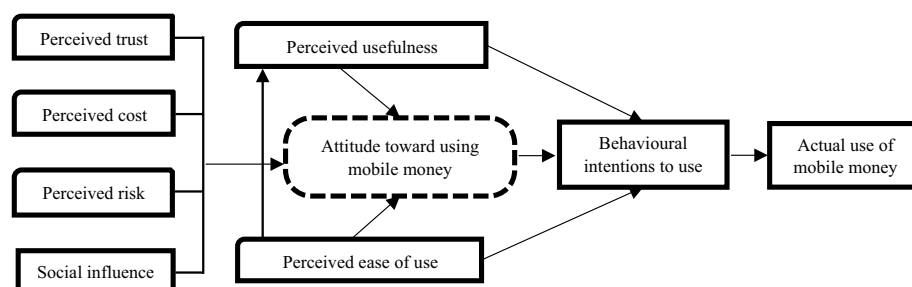 Perceived trust
Perceived cost
Perceived risk
Social influence
Perceived usefulness
Attitude toward using
mobile money
Perceived ease of use
Behavioural
intentions to use
Actual use of
mobile money